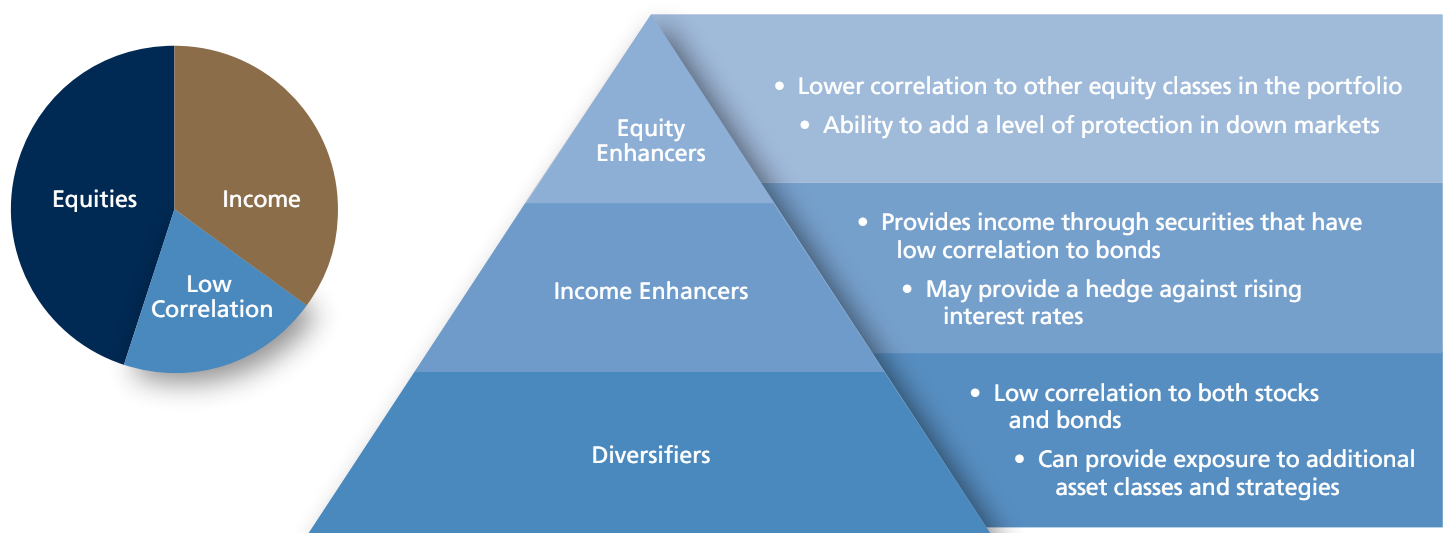 Equities
Income
Low
Correlation
Equity
Enhancers
• Lower correlation to other equity classes in the portfolio
• Ability to add a level of protection in down markets
Income Enhancers
• Provides income through securities that have
low correlation to bonds
• May provide a hedge against rising
interest rates
Diversifiers
• Low correlation to both stocks
and bonds
• Can provide exposure to additional
asset classes and strategies